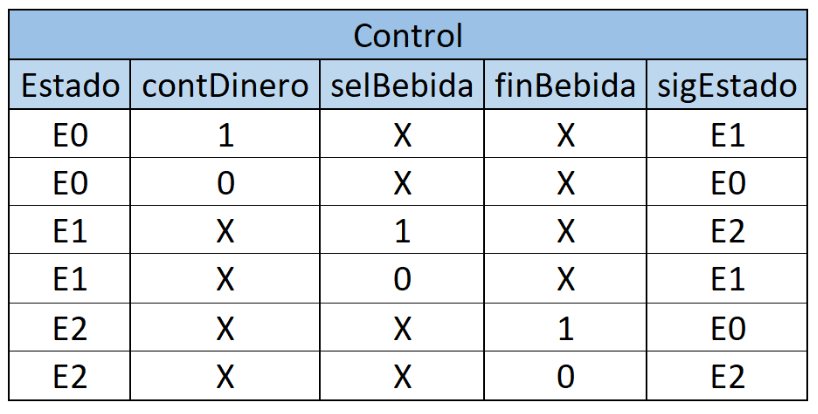 Control
Estado contDinero selBebida finBebida sigEstado
E0 1 X X E1
E0 0 X X E0
E1 X 1 X E2
E1 X 0 X E1
E2 X X 1 E0
E2 X X 0 E2